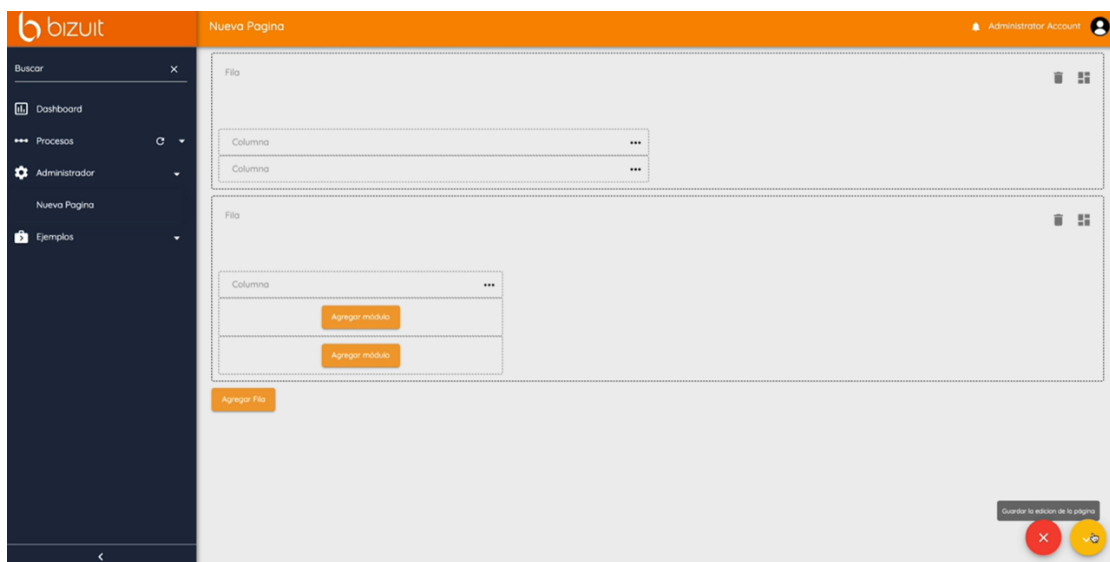 bizuit
Nueva Pagina
Administrator Account
Buscar
Dashboard
Procesos
Administrador
Nueva Pagina
Ejemplos
Fila
Columna
Columna
Fila
Columna
Agregar módulo
Agregar módulo
Agregar Fila
Guardar la edicion de la página